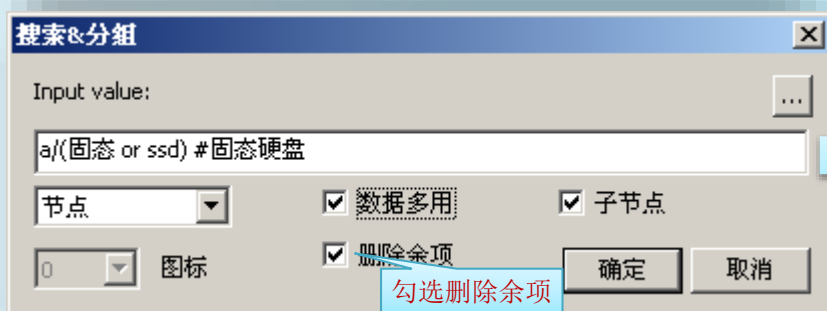 搜索&分组
Input value:
...
a/(固态 or ssd) #固态硬盘
节点
数据多用
子节点
0
图标
删除余项
确定
取消
勾选删除余项